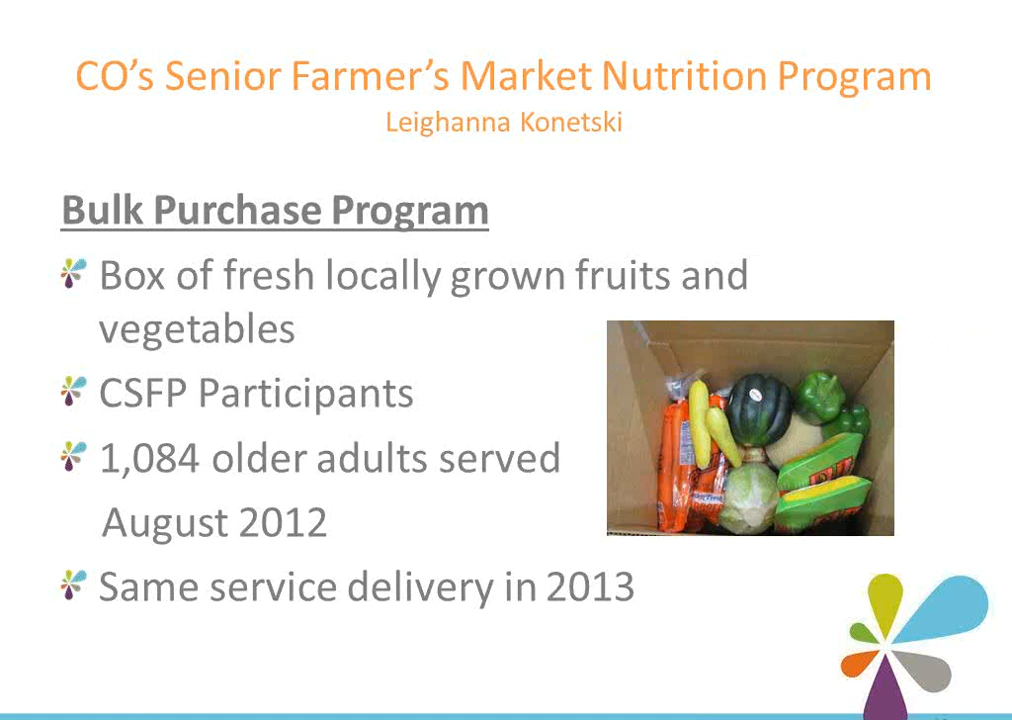 CO's Senior Farmer's Market Nutrition Program
Leighanna Konetski
Bulk Purchase Program
Box of fresh locally grown fruits and
vegetables
CSFP Participants
1,084 older adults served
August 2012
Same service delivery in 2013